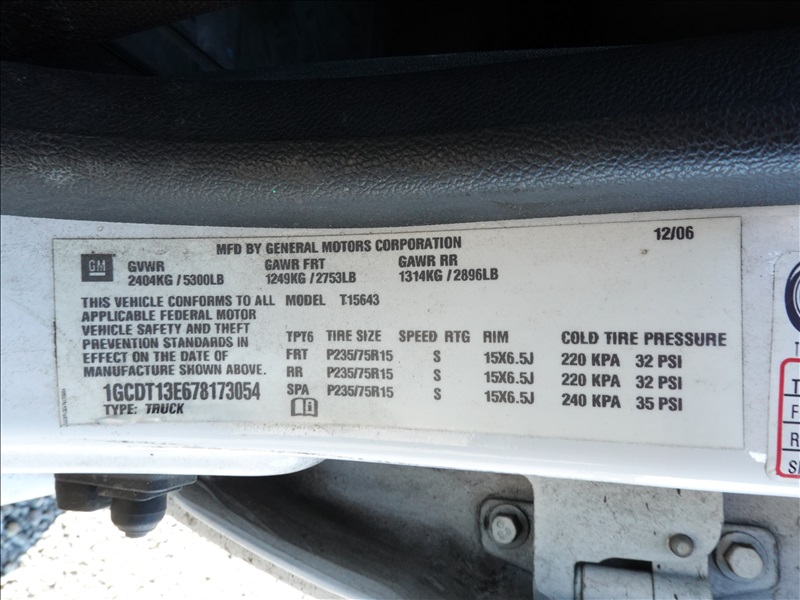 MFD BY GENERAL MOTORS CORPORATION
12/06
GM
GVWR GAWR FRT GAWR RR
2404KG / 5300LB 1249KG / 2753LB 1314KG / 2896LB
THIS VEHICLE CONFORMS TO ALL MODEL T15643
APPLICABLE FEDERAL MOTOR
VEHICLE SAFETY AND THEFT
PREVENTION STANDARDS IN
EFFECT ON THE DATE OF
MANUFACTURE SHOWN ABOVE.
1GCDT13E678173054
TYPE: TRUCK
TPT6 TIRE SIZE SPEED RTG RIM COLD TIRE PRESSURE
FRT P235/75R15 S 15X6.5J 220 KPA 32 PSI
RR P235/75R15 S 15X6.5J 220 KPA 32 PSI
SPA P235/75R15 S 15X6.5J 240 KPA 35 PSI